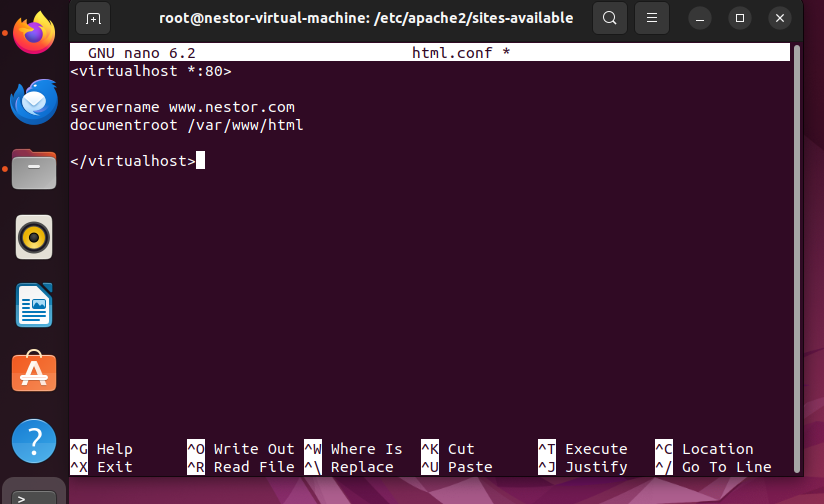 root@nestor-virtual-machine: /etc/apache2/sites-available
GNU nano 6.2 html.conf *
<virtualhost *:80>
servername www.nestor.com
documentroot /var/www/html
</virtualhost>
^G Help ^O Write Out ^W Where Is ^K Cut ^T Execute ^C Location
^X Exit ^R Read File ^\ Replace ^U Paste ^J Justify ^/ Go To Line